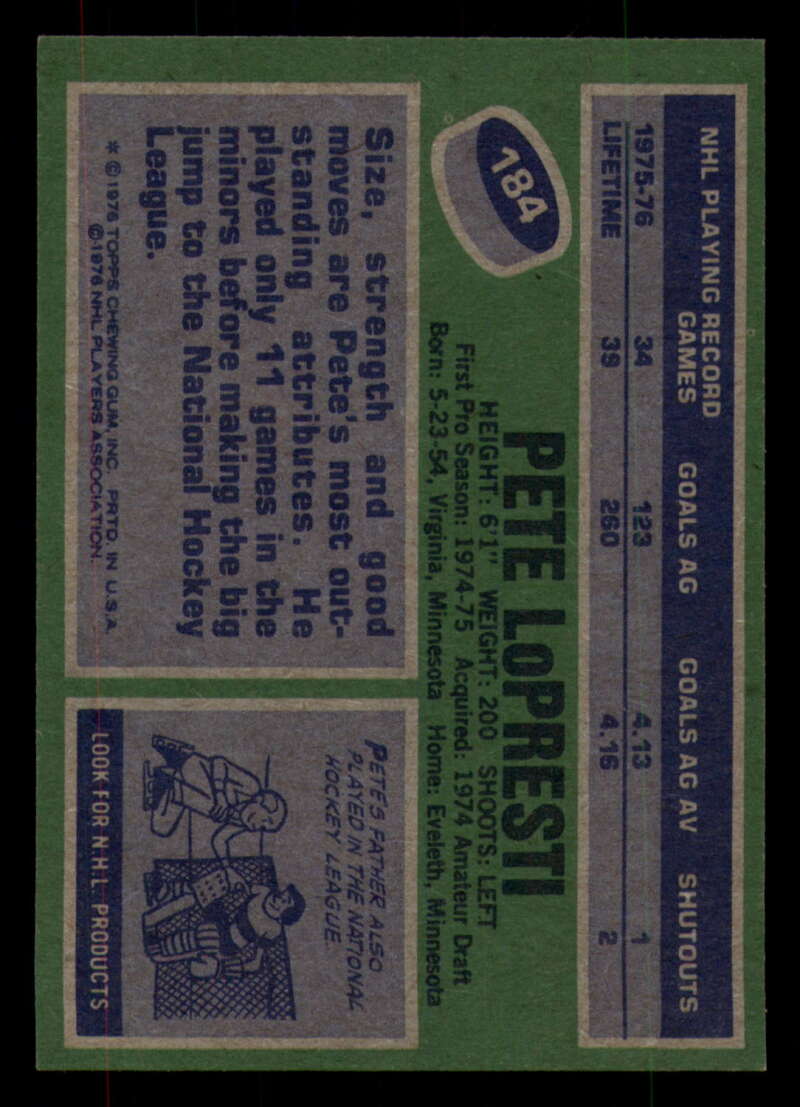 NHL PLAYING RECORD
GAMES GOALS AG GOALS AG AV SHUTOUTS
1975-76 34 123 4.13 1
LIFETIME 39 260 4.16 2
184
PETE LoPRESTI
HEIGHT: 6'1" WEIGHT: 200 SHOOTS: LEFT
First Pro Season: 1974-75 Acquired: 1974 Amateur Draft
Born: 5-23-54, Virginia, Minnesota Home: Eveleth, Minnesota
Size, strength and good
moves are Pete's most out-
standing attributes. He
played only 11 games in the
minors before making the big
jump to the National Hockey
League.
* ©1976 TOPPS CHEWING GUM, INC. PRTD. IN U.S.A.
©1976 NHL PLAYERS ASSOCIATION.
PETE'S FATHER ALSO
PLAYED IN THE NATIONAL
HOCKEY LEAGUE.
LOOK FOR N.H.L. PRODUCTS